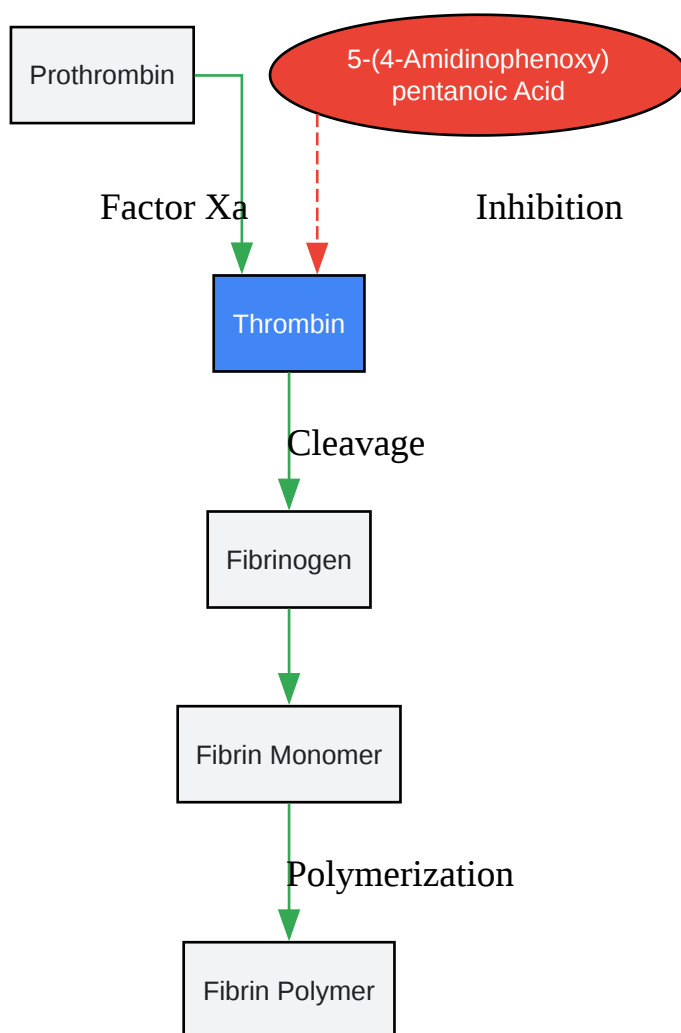 Prothrombin
5-(4-Amidinophenoxy)
pentanoic Acid
Factor Xa
Inhibition
Thrombin
Cleavage
Fibrinogen
Fibrin Monomer
Polymerization
Fibrin Polymer